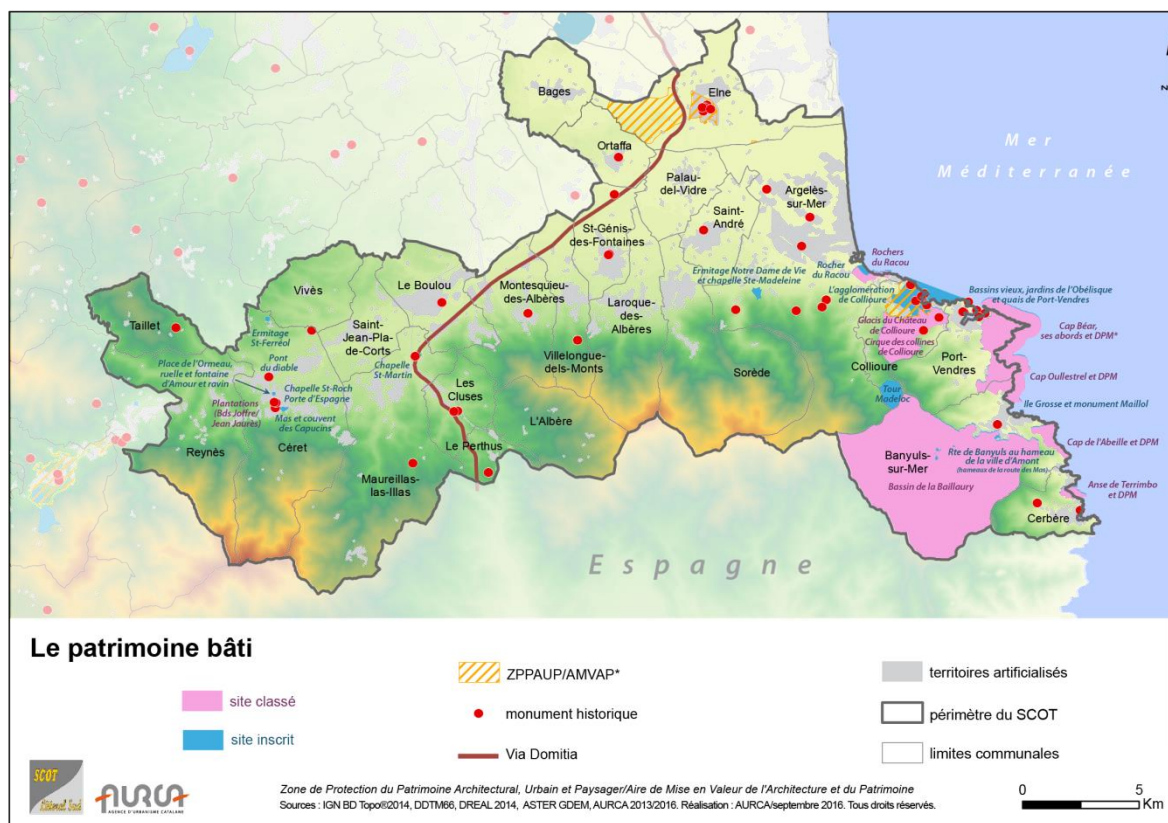 Bages
Elne
Ortaffa
Palau-
del-Vidre
Argelès-
sur-Mer
Saint-
André
St-Génis-
des-Fontaines
Mer
Méditerranée
Rochers
du Racou
Rocher
du Racou
Ermitage Notre Dame de Vie
et chapelle Ste-Madeleine
L'agglomération
de Collioure
Bassins vieux, jardins de l'Obélisque
et quais de Port-Vendres
Glacis du Château
de Collioure
Cirque des collines
de Collioure
Cap Béar,
ses abords et DPM*
Le Boulou
Montesquieu-
des-Albères
Laroque-
des-
Albères
Vivès
Taillet
Ermitage
St-Ferréol
Saint-
Jean-Pla-
de-Corts
Place de l'Ormeau,
ruelle et fontaine
d'Amour et ravin
Pont
du diable
Chapelle
St-Martin
Villelongue-
dels-Monts
Sorède
Collioure
Port-
Vendres
Cap Oullestrel et DPM
Tour
Madeloc
Ile Grosse et monument Maillol
Plantations
(Bds Joffre/
Jean Jaurès)
Chapelle St-Roch
Porte d'Espagne
Mas et couvent
des Capucins
Les
Cluses
L'Albère
Le Perthus
Reynès
Céret
Maureillas-
las-Illas
Banyuls-
sur-Mer
Bassin de la Baillaury
Rte de Banyuls au hameau
de la ville d'Amont
(hameaux de la route des Mas)
Cap de l'Abeille et DPM
Anse de Terrimbo
et DPM
Cerbère
Espagne
Le patrimoine bâti
site classé
site inscrit
ZPPAUP/AMVAP*
monument historique
Via Domitia
territoires artificialisés
périmètre du SCOT
limites communales
SCOT
Littoral Sud
AURCA
AGENCE D'URBANISME CATALANE
Zone de Protection du Patrimoine Architectural, Urbain et Paysager/Aire de Mise en Valeur de l'Architecture et du Patrimoine
Sources : IGN BD Topo®2014, DDTM66, DREAL 2014, ASTER GDEM, AURCA 2013/2016. Réalisation : AURCA/septembre 2016. Tous droits réservés.
0 5
Km